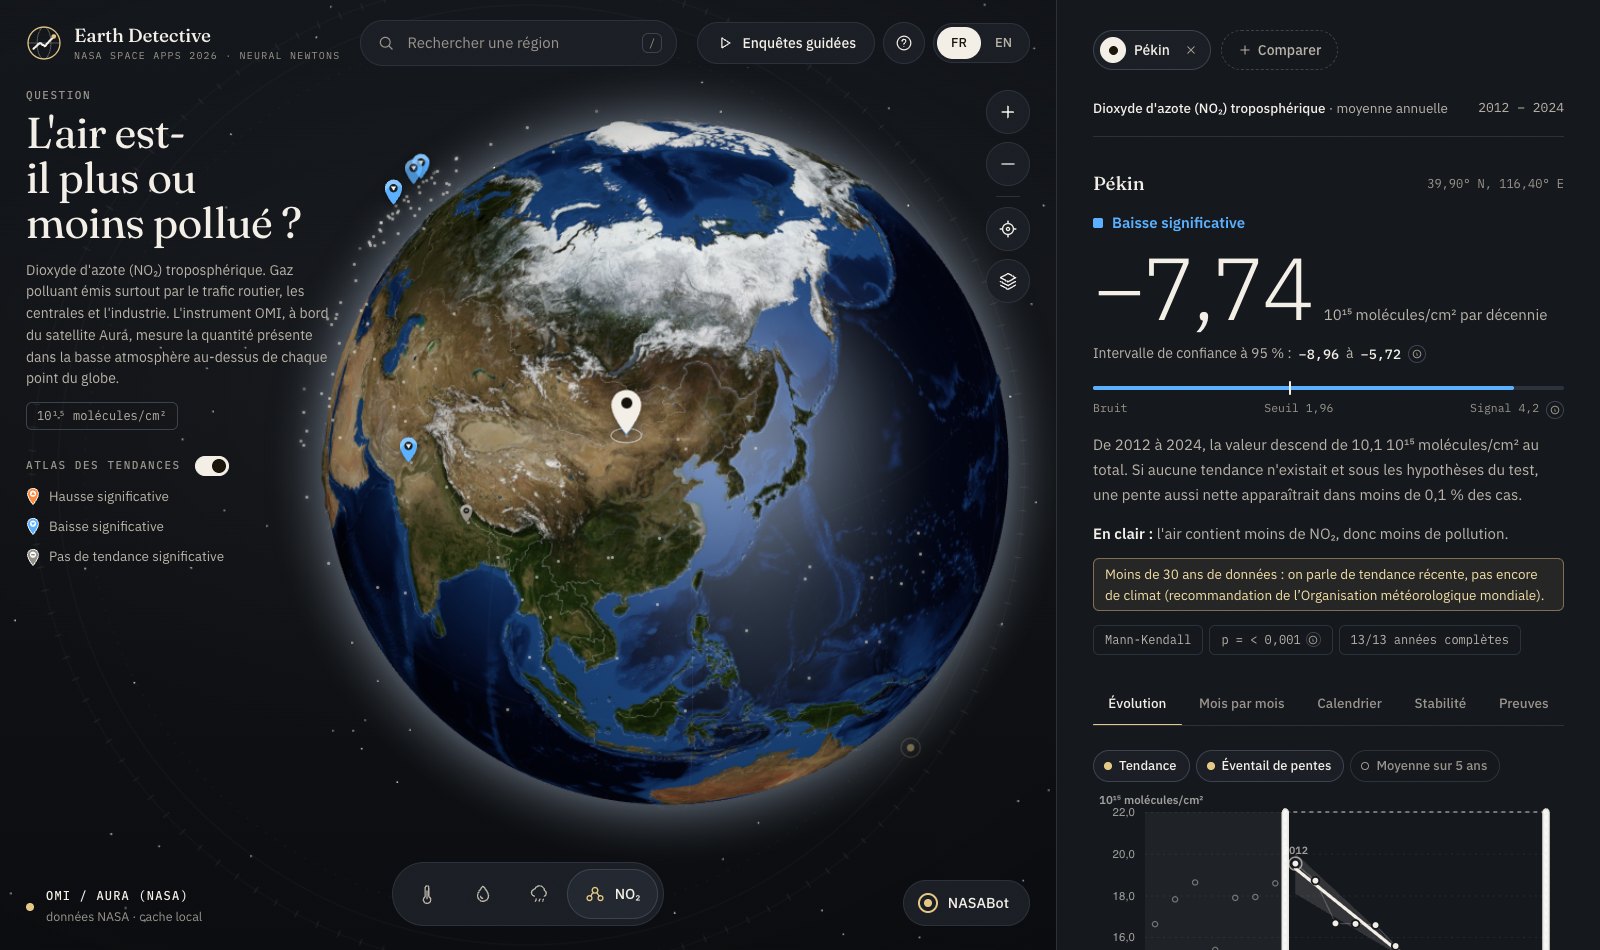 Earth Detective
NASA SPACE APPS 2026 · NEURAL NEWTONS
Rechercher une région
/
Enquêtes guidées
FR
EN
QUESTION
L'air est-
il plus ou
moins pollué ?
Dioxyde d'azote (NO₂) troposphérique. Gaz
polluant émis surtout par le trafic routier, les
centrales et l'industrie. L'instrument OMI, à bord
du satellite Aura, mesure la quantité présente
dans la basse atmosphère au-dessus de chaque
point du globe.
10¹⁵ molécules/cm²
ATLAS DES TENDANCES
Hausse significative
Baisse significative
Pas de tendance significative
OMI / AURA (NASA)
données NASA · cache local
NO₂
NASABot
Pékin ×
+ Comparer
Dioxyde d'azote (NO₂) troposphérique · moyenne annuelle
2012 – 2024
Pékin
39,90° N, 116,40° E
Baisse significative
−7,74 10¹⁵ molécules/cm² par décennie
Intervalle de confiance à 95 % : −8,96 à −5,72
Bruit
Seuil 1,96
Signal 4,2
De 2012 à 2024, la valeur descend de 10,1 10¹⁵ molécules/cm² au
total. Si aucune tendance n'existait et sous les hypothèses du test,
une pente aussi nette apparaîtrait dans moins de 0,1 % des cas.
En clair : l'air contient moins de NO₂, donc moins de pollution.
Moins de 30 ans de données : on parle de tendance récente, pas encore
de climat (recommandation de l’Organisation météorologique mondiale).
Mann-Kendall
p = < 0,001
13/13 années complètes
Évolution
Mois par mois
Calendrier
Stabilité
Preuves
Tendance
Éventail de pentes
Moyenne sur 5 ans
10¹⁵ molécules/cm²
22,0
20,0
18,0
16,0
012